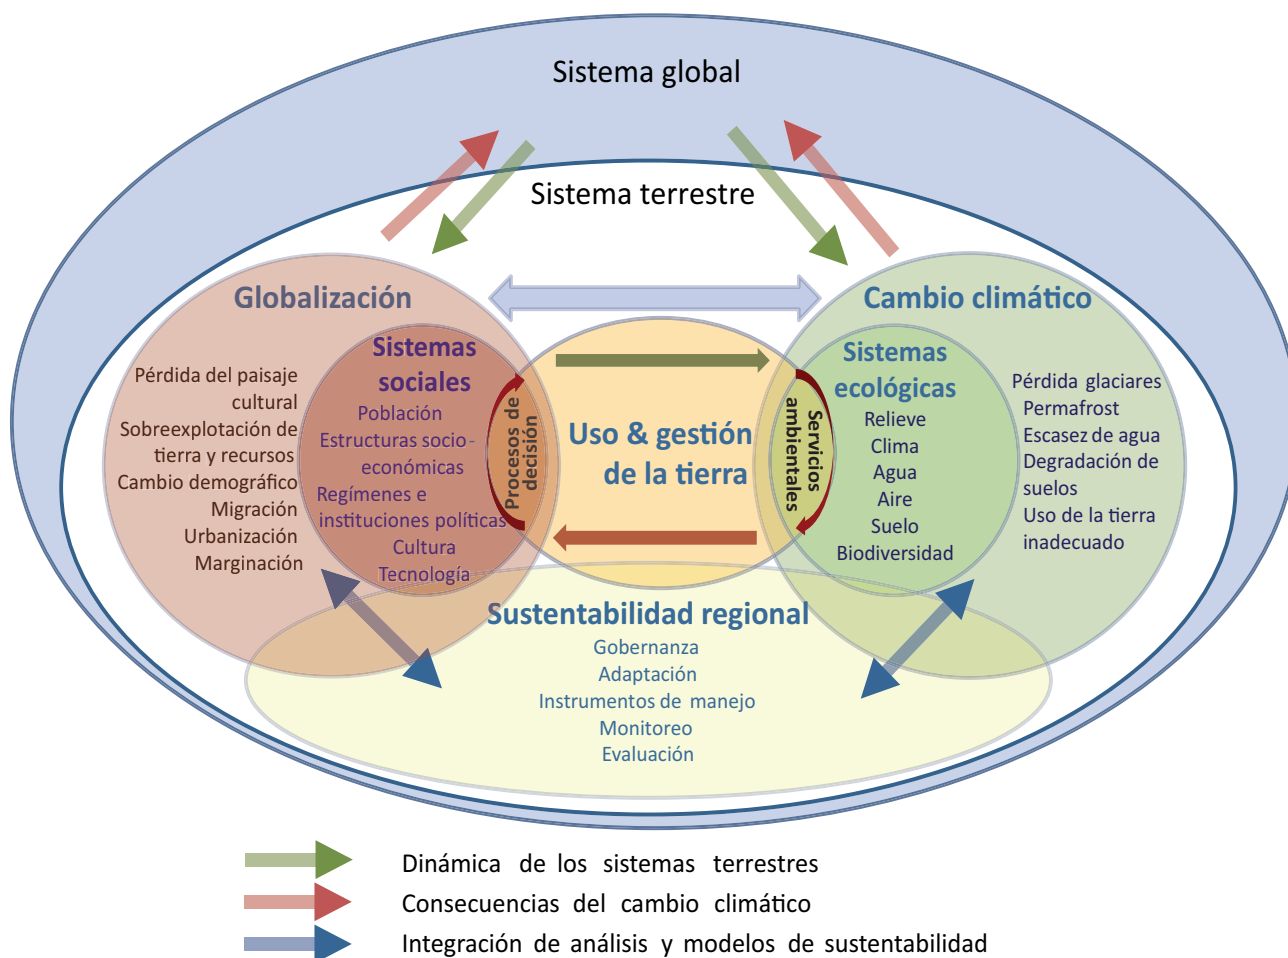 Sistema global
Sistema terrestre
Globalización
Pérdida del paisaje
cultural
Sobreexplotación de
tierra y recursos
Cambio demográfico
Migración
Urbanización
Marginación
Sistemas
sociales
Población
Estructuras socio-
económicas
Regímenes e
instituciones políticas
Cultura
Tecnología
Procesos de
decisión
Uso & gestión
de la tierra
Servicios
ambientales
Cambio climático
Sistemas
ecológicas
Relieve
Clima
Agua
Aire
Suelo
Biodiversidad
Pérdida glaciares
Permafrost
Escasez de agua
Degradación de
suelos
Uso de la tierra
inadecuado
Sustentabilidad regional
Gobernanza
Adaptación
Instrumentos de manejo
Monitoreo
Evaluación
Dinámica de los sistemas terrestres
Consecuencias del cambio climático
Integración de análisis y modelos de sustentabilidad